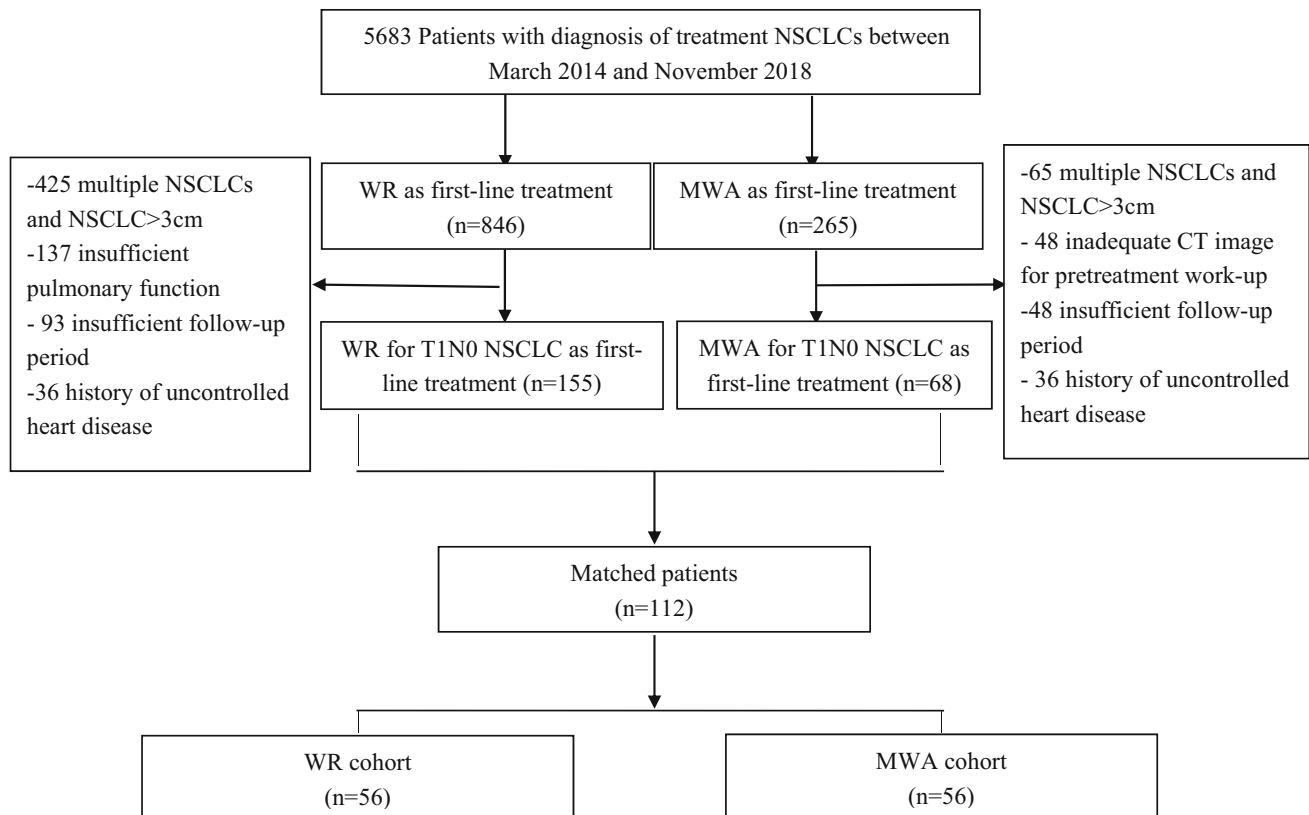 5683 Patients with diagnosis of treatment NSCLCs between
March 2014 and November 2018
-425 multiple NSCLCs
and NSCLC>3cm
-137 insufficient
pulmonary function
- 93 insufficient follow-up
period
-36 history of uncontrolled
heart disease
WR as first-line treatment
(n=846)
MWA as first-line treatment
(n=265)
-65 multiple NSCLCs and
NSCLC>3cm
- 48 inadequate CT image
for pretreatment work-up
-48 insufficient follow-up
period
- 36 history of uncontrolled
heart disease
WR for T1N0 NSCLC as first-
line treatment (n=155)
MWA for T1N0 NSCLC as
first-line treatment (n=68)
Matched patients
(n=112)
WR cohort
(n=56)
MWA cohort
(n=56)